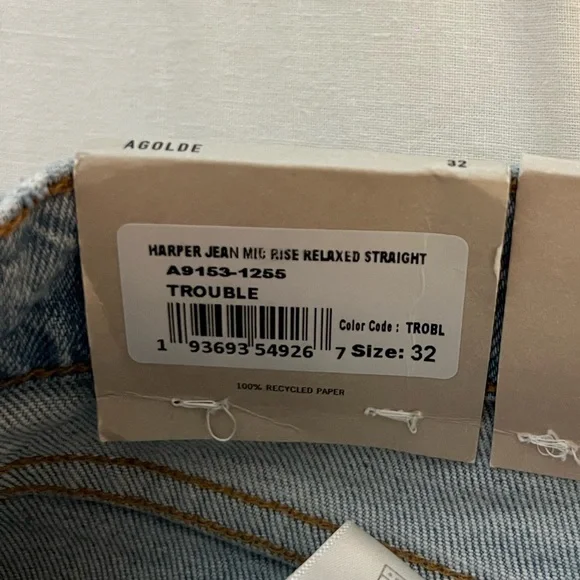 AGOLDE
32
HARPER JEAN MID RISE RELAXED STRAIGHT
A9153-1255
TROUBLE
Color Code : TROBL
1 93693 54926 7 Size: 32
100% RECYCLED PAPER